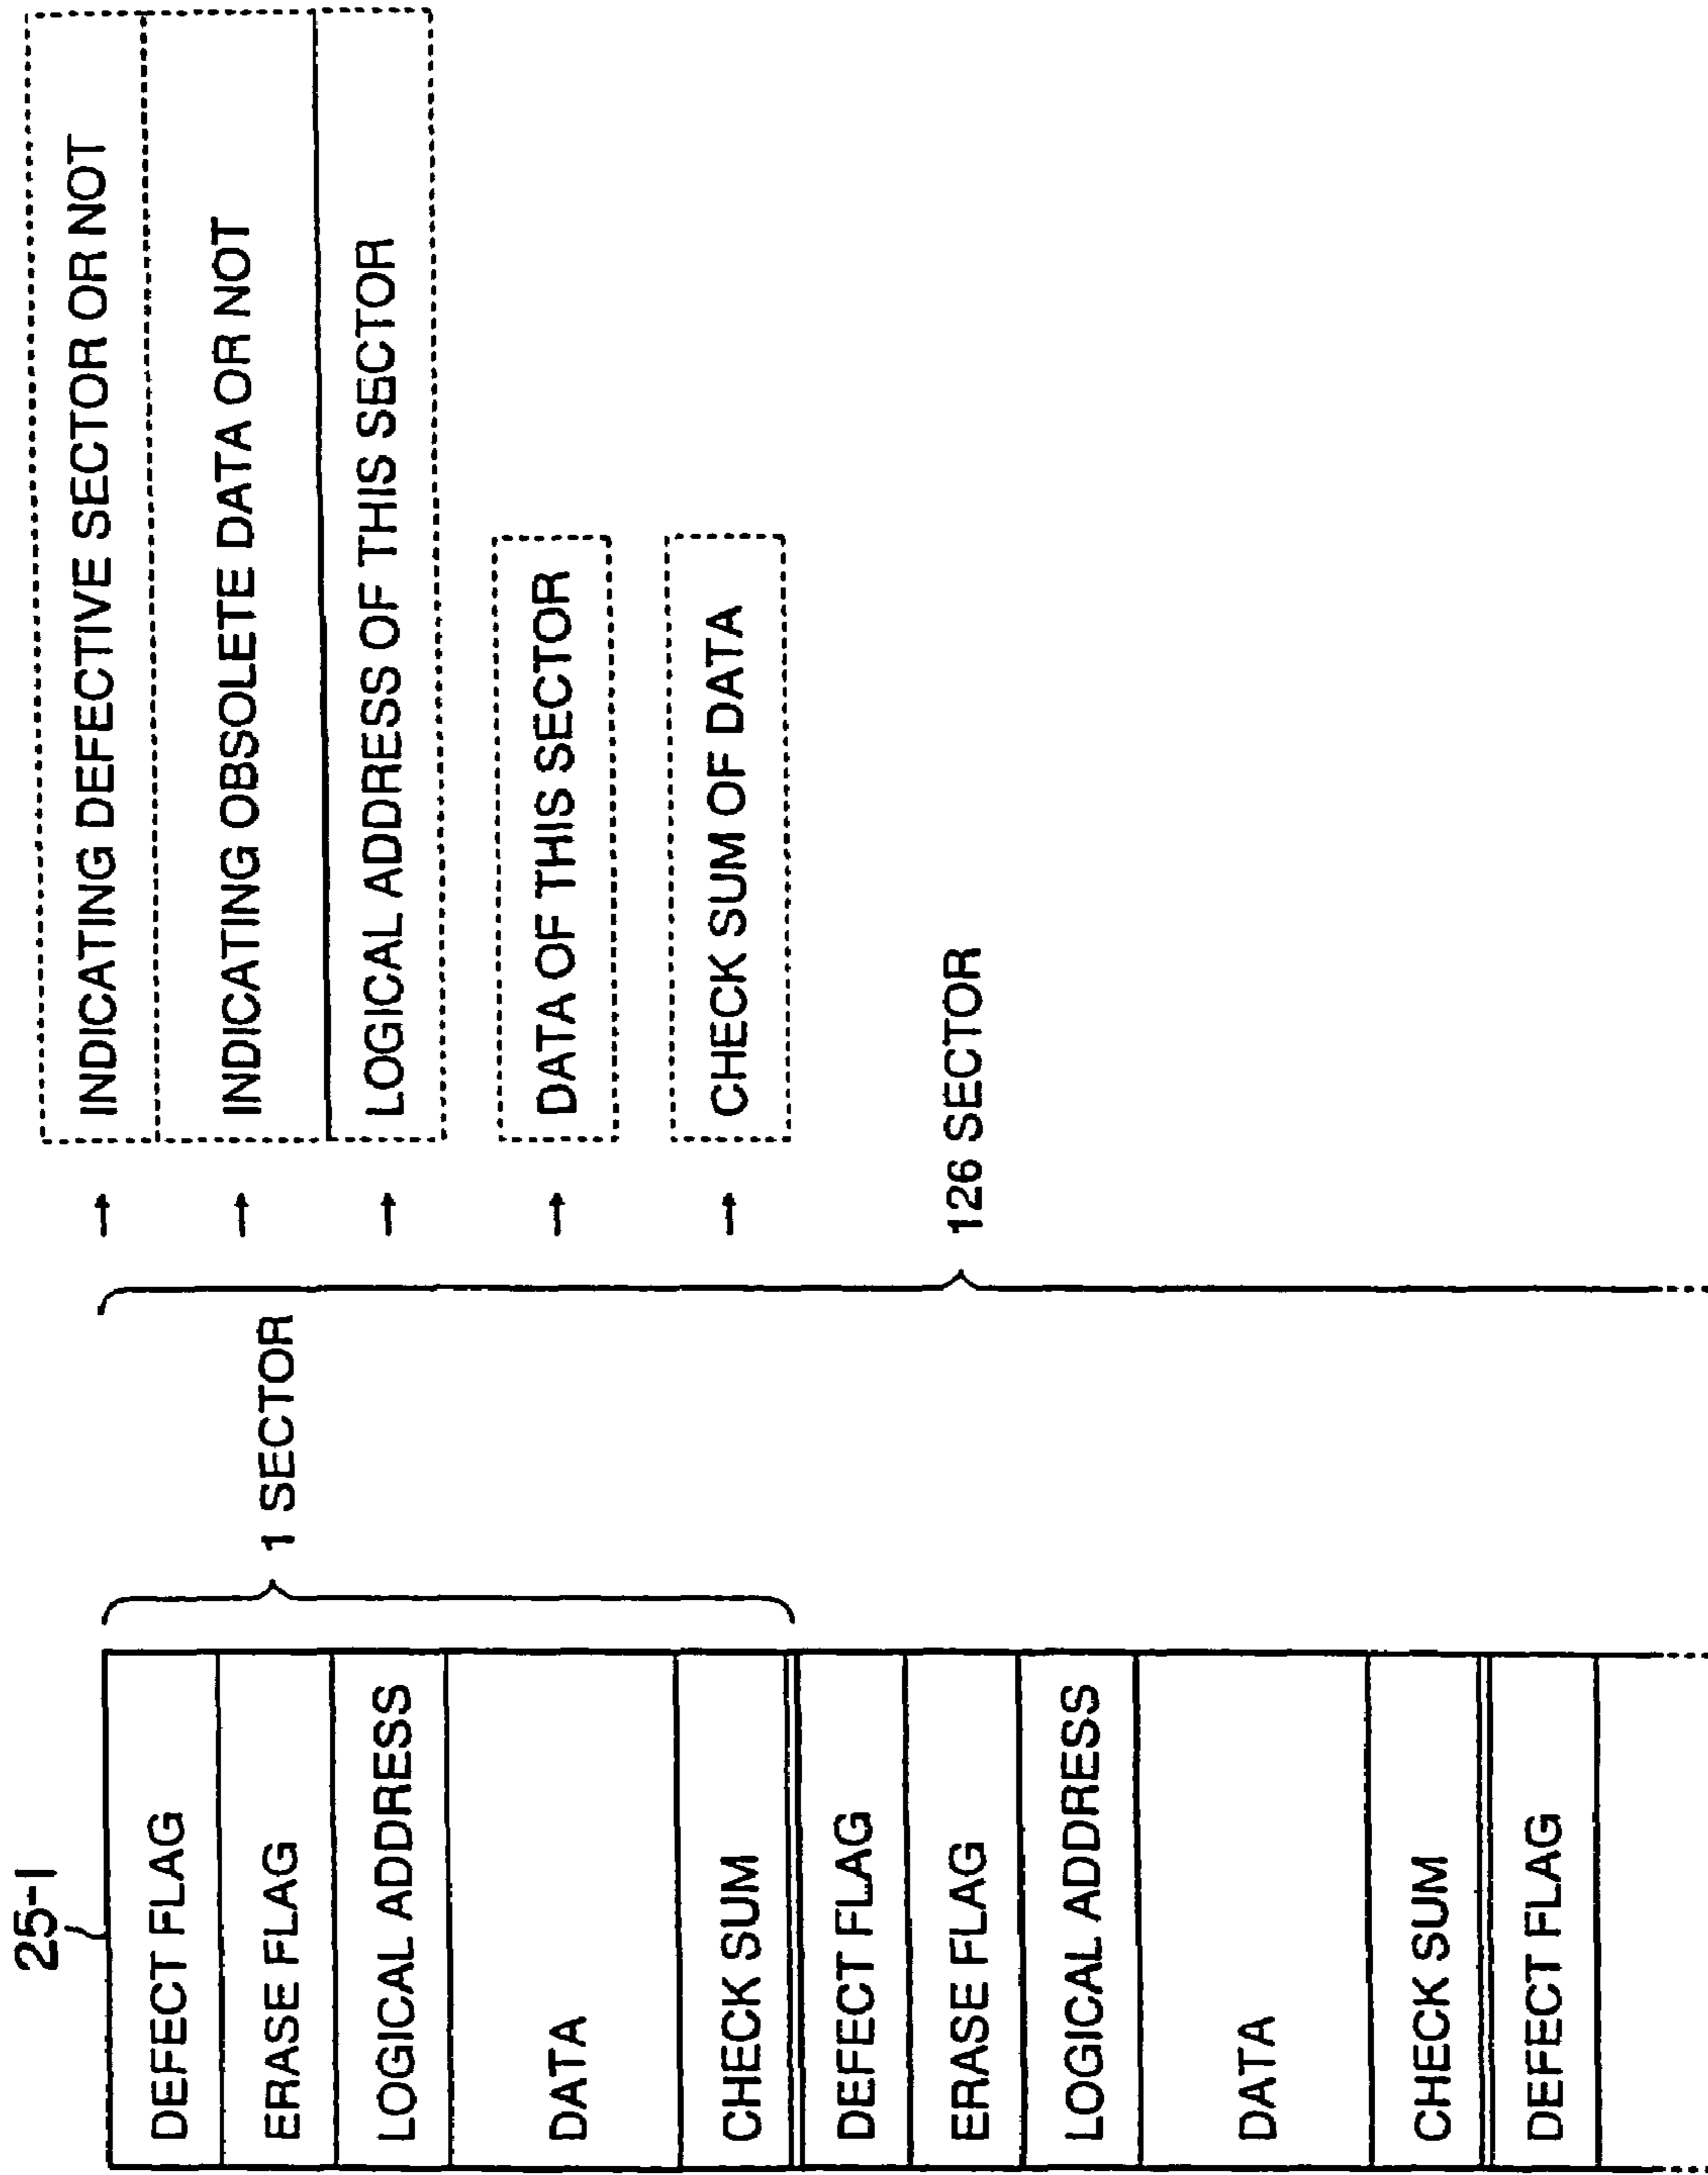 25-1
DEFECT FLAG
ERASE FLAG
LOGICAL ADDRESS
DATA
CHECK SUM
DEFECT FLAG
ERASE FLAG
LOGICAL ADDRESS
DATA
CHECK SUM
DEFECT FLAG
1 SECTOR
126 SECTOR
→ INDICATING DEFECTIVE SECTOR OR NOT
→ INDICATING OBSOLETE DATA OR NOT
→ LOGICAL ADDRESS OF THIS SECTOR
→ DATA OF THIS SECTOR
→ CHECK SUM OF DATA